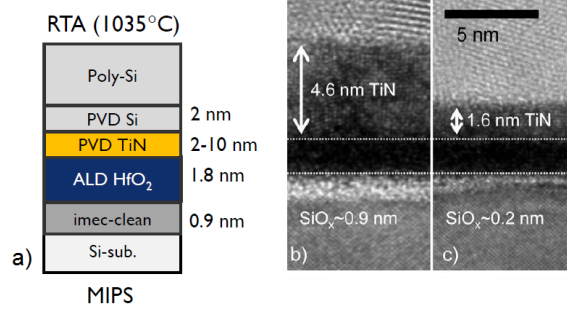 RTA (1035°C)
Poly-Si
PVD Si 2 nm
PVD TiN 2-10 nm
ALD HfO₂ 1.8 nm
imec-clean 0.9 nm
Si-sub.
a)
MIPS
4.6 nm TiN
SiOₓ~0.9 nm
b)
5 nm
1.6 nm TiN
SiOₓ~0.2 nm
c)